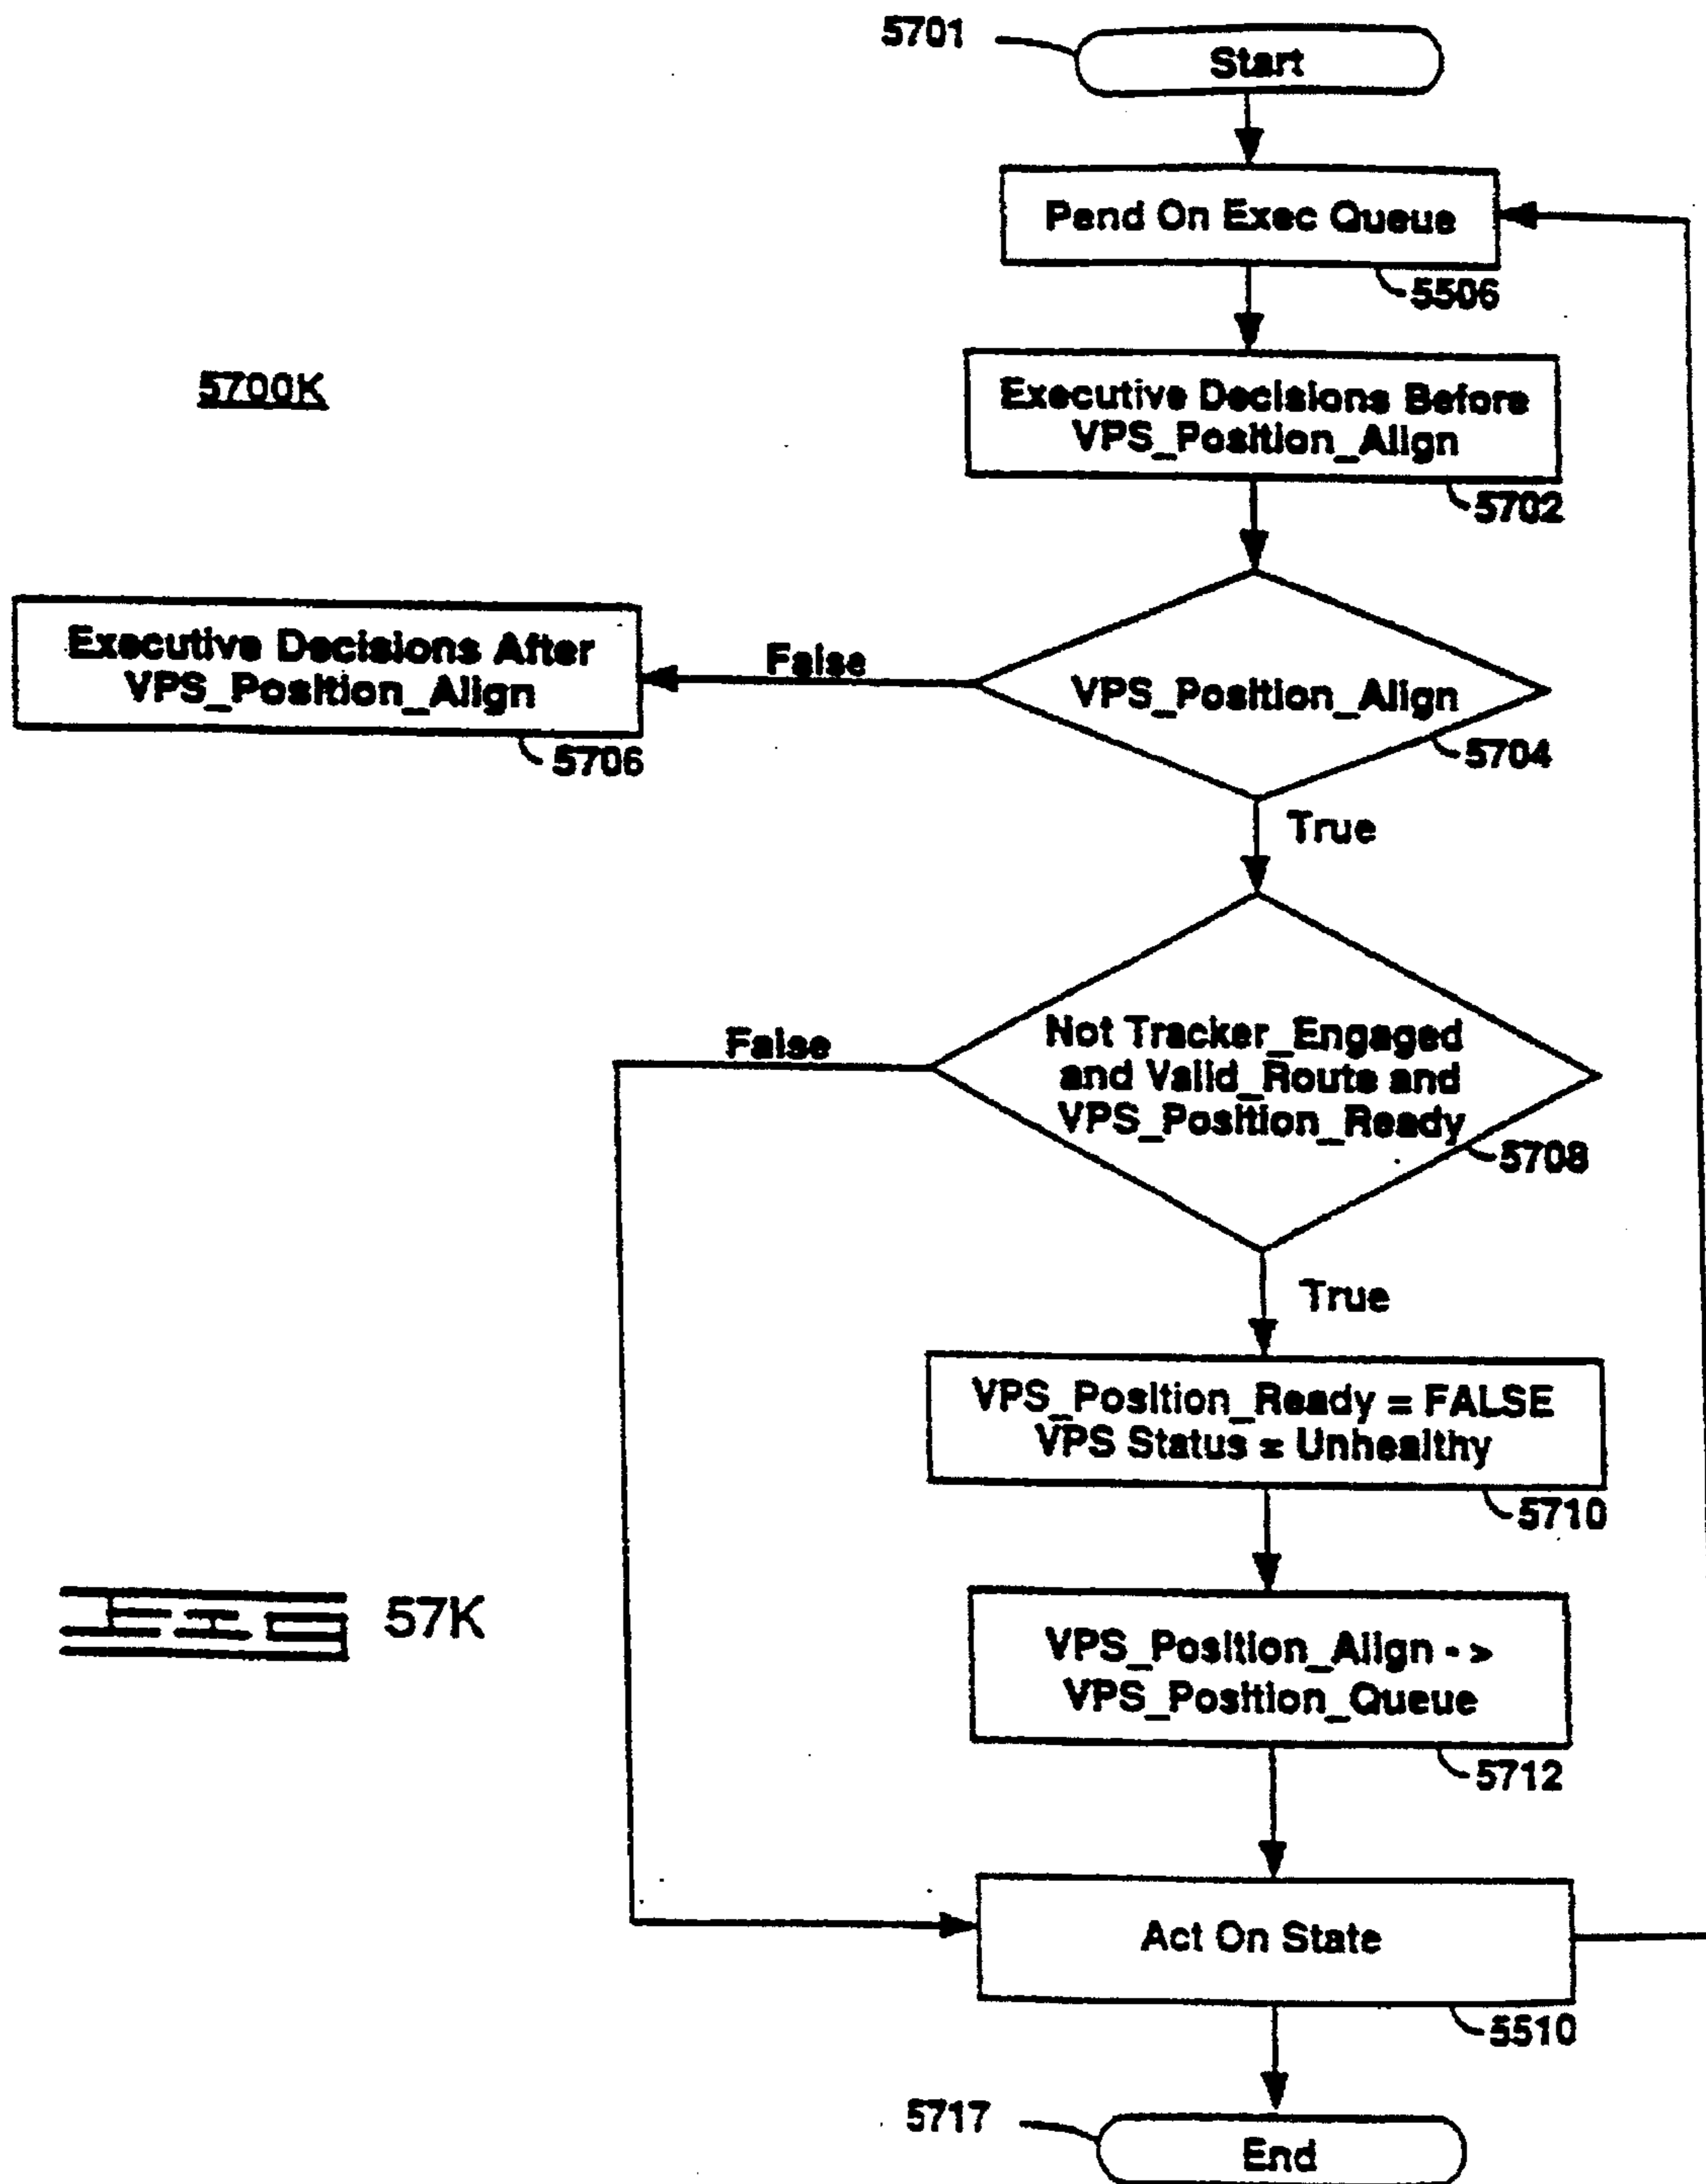 5701
Start
Pend On Exec Queue
5506
5700K
Executive Decisions Before
VPS_Position_Align
5702
Executive Decisions After
VPS_Position_Align
5706
False
VPS_Position_Align
5704
True
False
Not Tracker_Engaged
and Valid_Route and
VPS_Position_Ready
5708
True
VPS_Position_Ready = FALSE
VPS Status = Unhealthy
5710
FIG 57K
VPS_Position_Align - >
VPS_Position_Queue
5712
Act On State
5510
5717
End